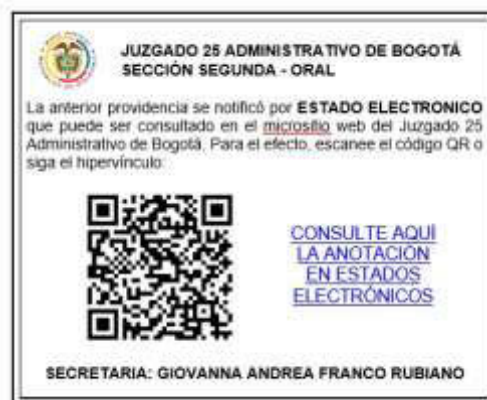 JUZGADO 25 ADMINISTRATIVO DE BOGOTÁ
SECCIÓN SEGUNDA - ORAL
La anterior providencia se notificó por ESTADO ELECTRONICO
que puede ser consultado en el micrositio web del Juzgado 25
Administrativo de Bogotá. Para el efecto, escanee el código QR o
siga el hipervínculo:
CONSULTE AQUÍ
LA ANOTACIÓN
EN ESTADOS
ELECTRÓNICOS
SECRETARIA: GIOVANNA ANDREA FRANCO RUBIANO